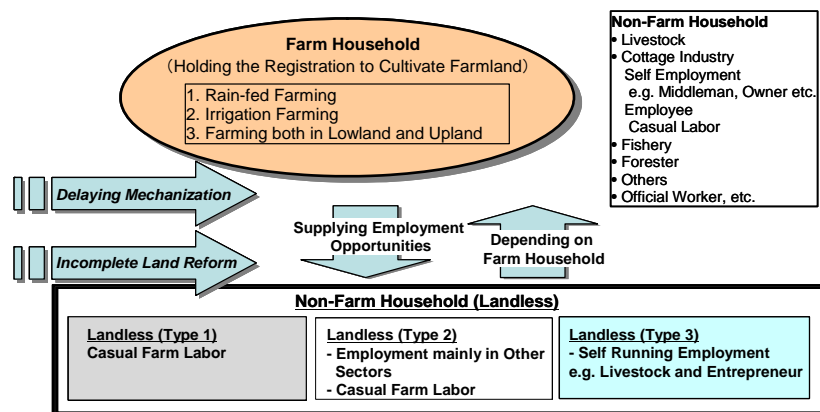 Farm Household
(Holding the Registration to Cultivate Farmland)
1. Rain-fed Farming
2. Irrigation Farming
3. Farming both in Lowland and Upland
Non-Farm Household
• Livestock
• Cottage Industry
Self Employment
e.g. Middleman, Owner etc.
Employee
Casual Labor
• Fishery
• Forester
• Others
• Official Worker, etc.
Delaying Mechanization
Incomplete Land Reform
Supplying Employment
Opportunities
Depending on
Farm Household
Non-Farm Household (Landless)
Landless (Type 1)
Casual Farm Labor
Landless (Type 2)
- Employment mainly in Other
Sectors
- Casual Farm Labor
Landless (Type 3)
- Self Running Employment
e.g. Livestock and Entrepreneur